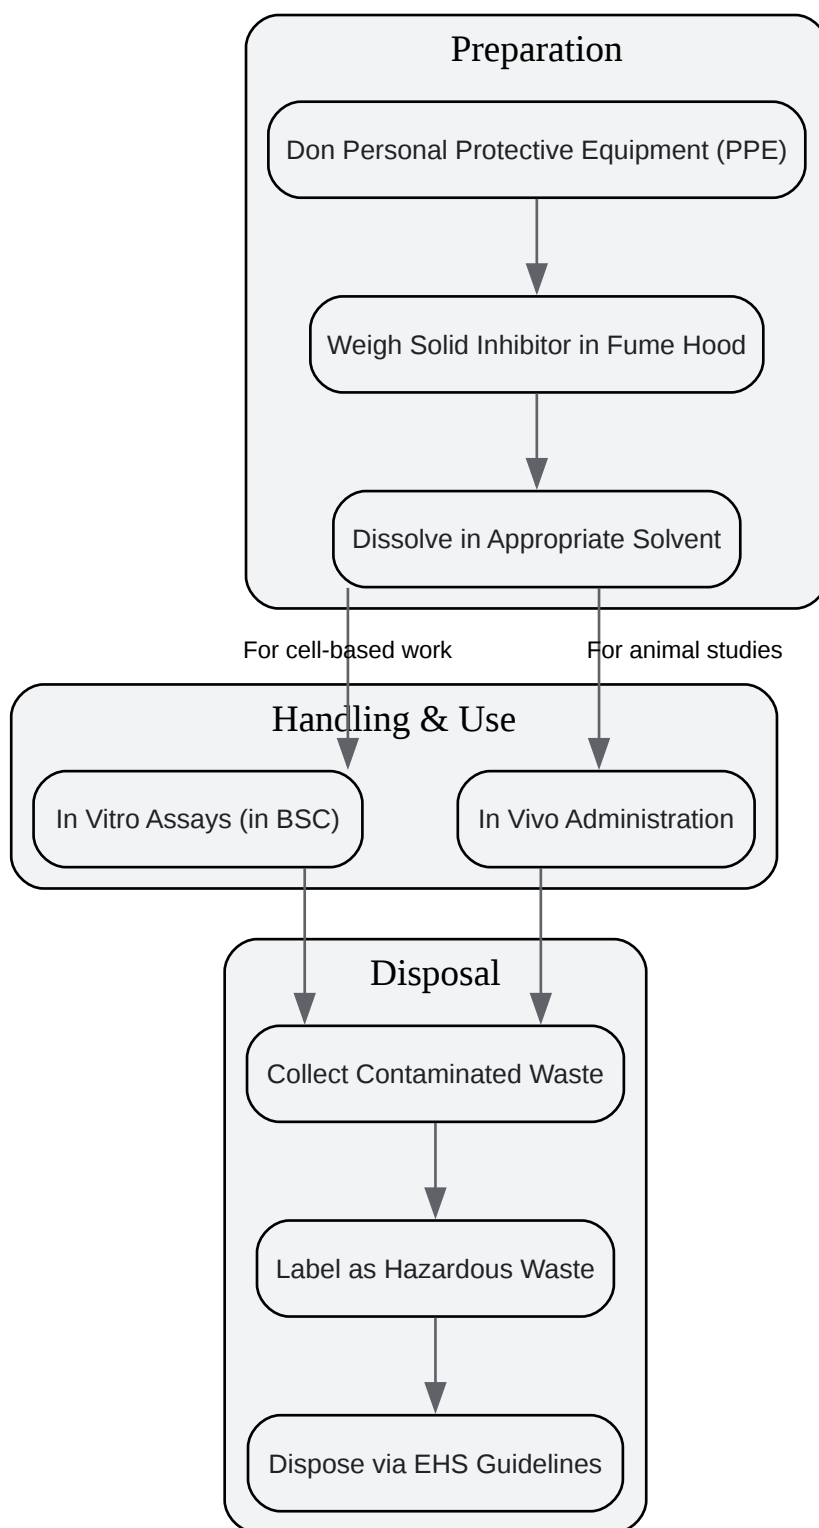 Preparation
Don Personal Protective Equipment (PPE)
Weigh Solid Inhibitor in Fume Hood
Dissolve in Appropriate Solvent
For cell-based work
For animal studies
Handling & Use
In Vitro Assays (in BSC)
In Vivo Administration
Disposal
Collect Contaminated Waste
Label as Hazardous Waste
Dispose via EHS Guidelines